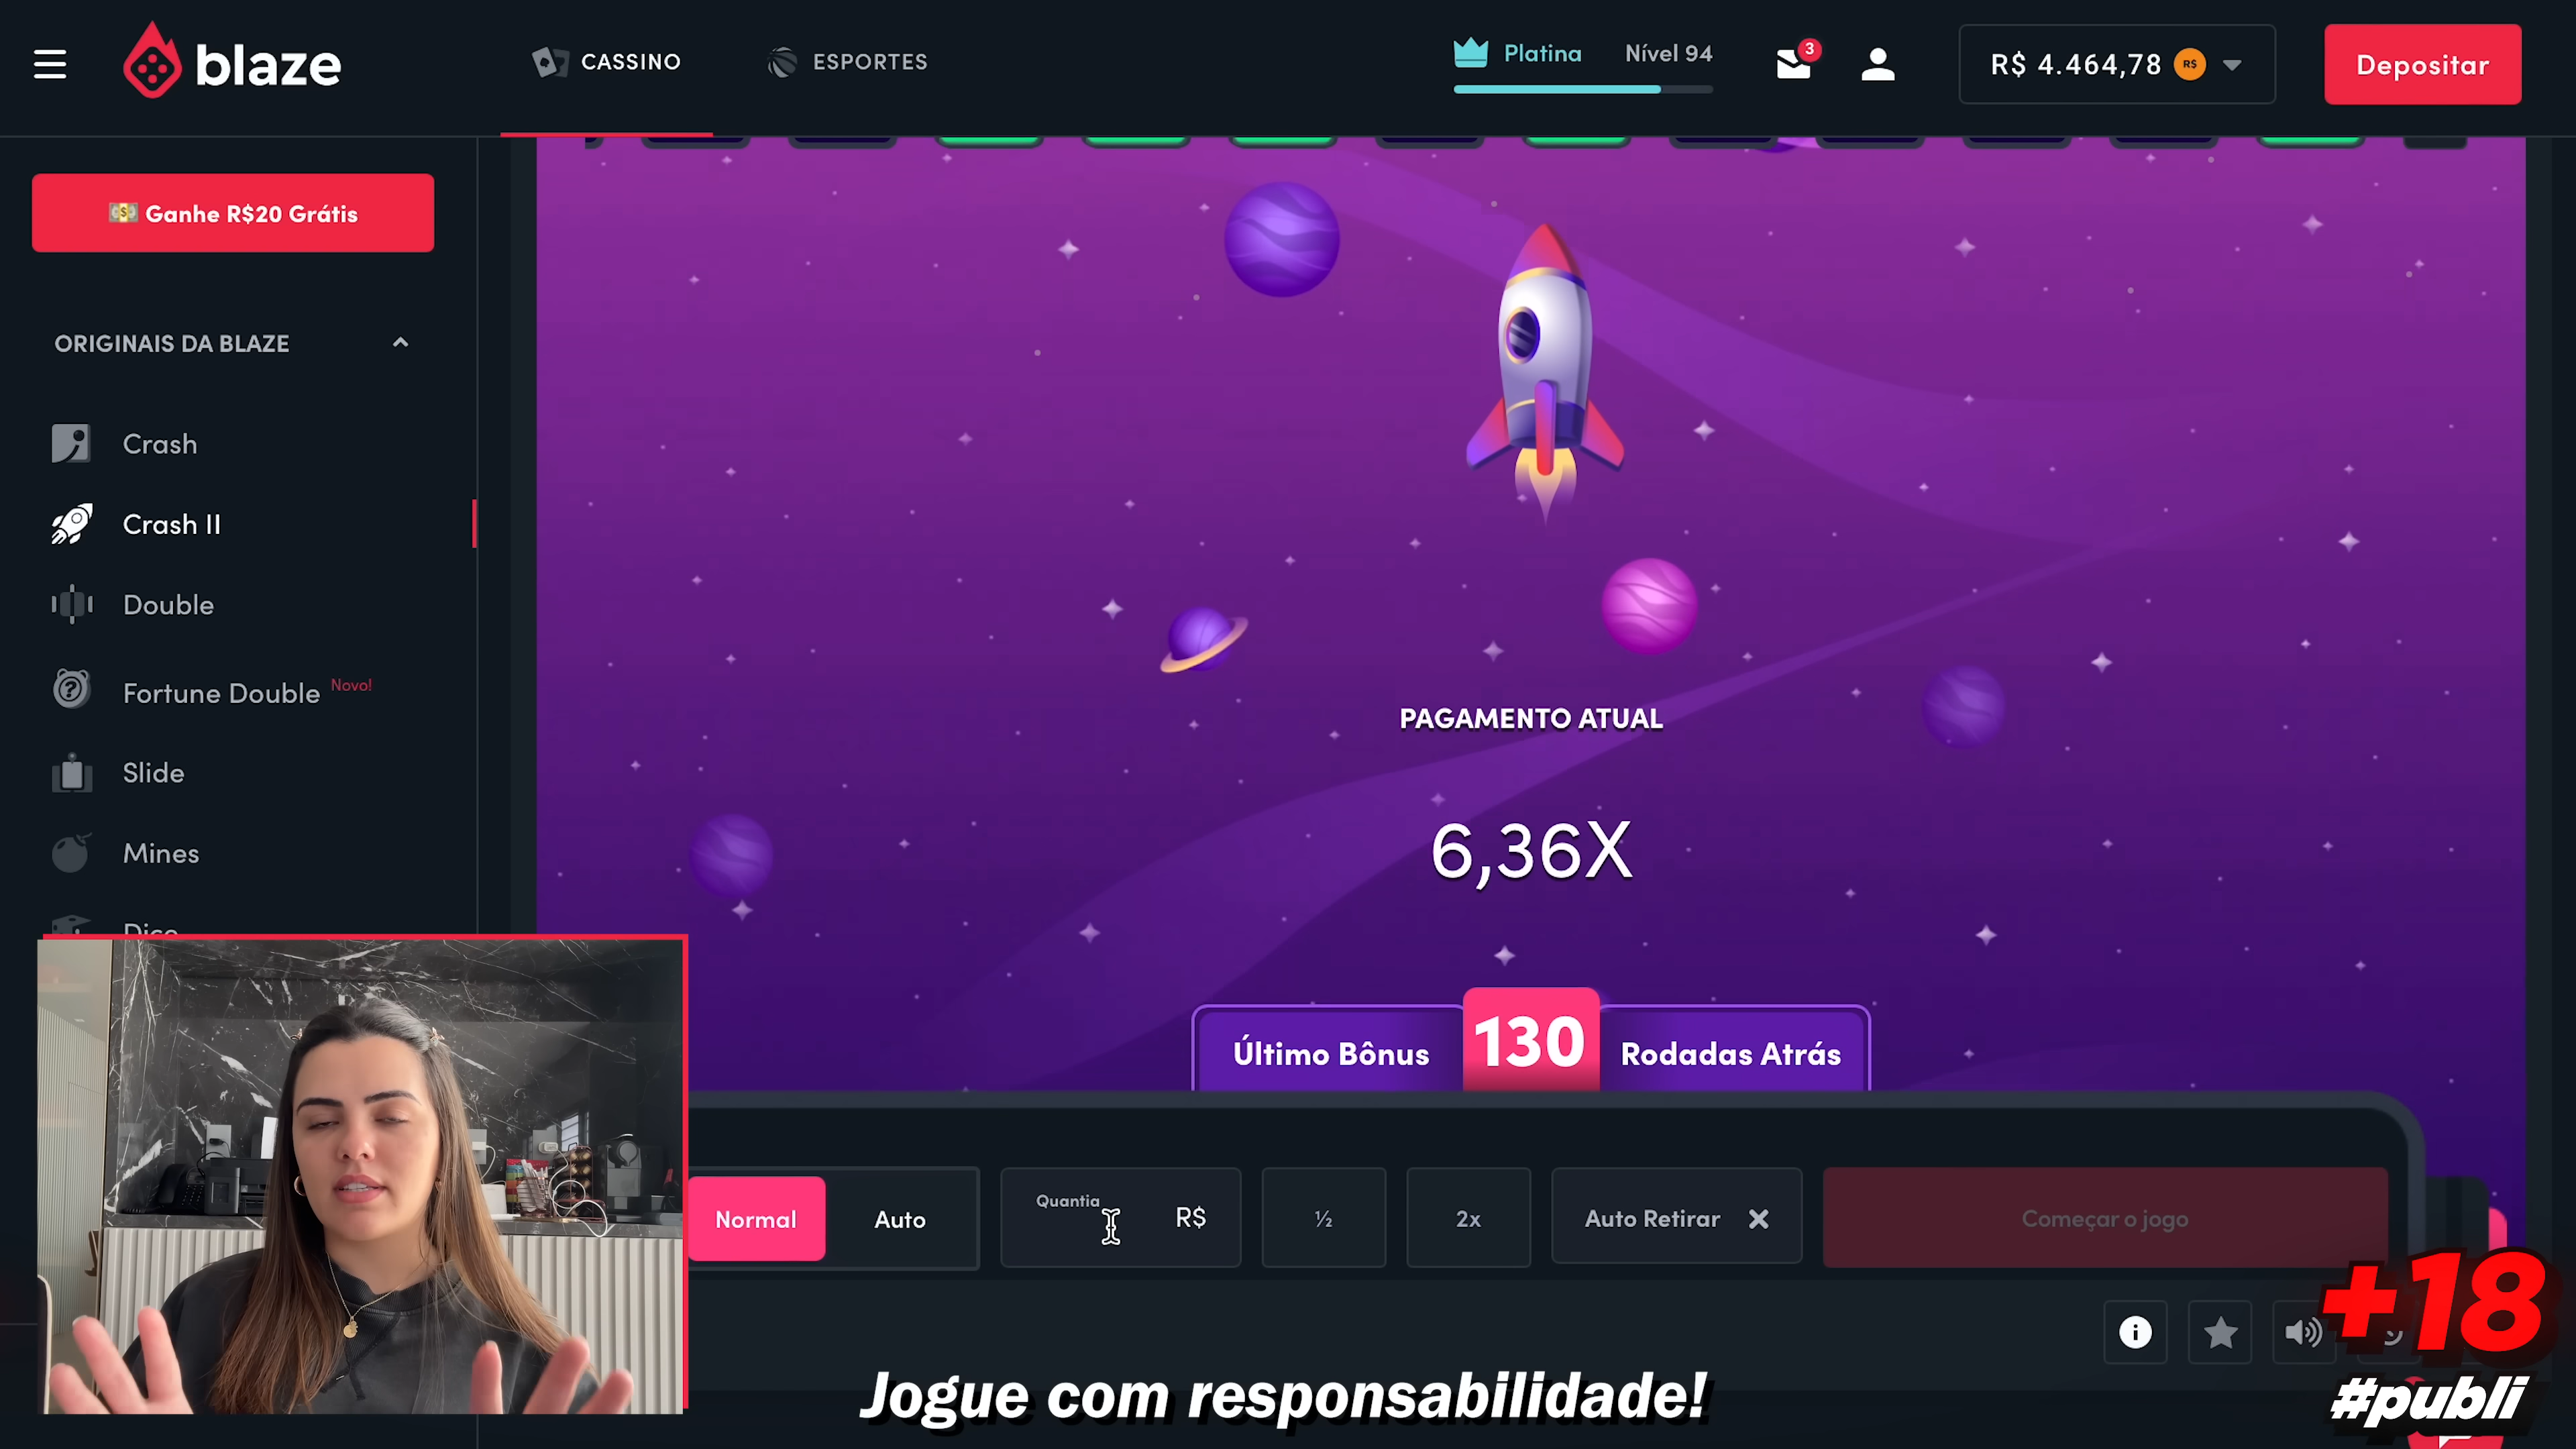 blaze
CASSINO
ESPORTES
Platina
Nível 94
3
R$ 4.464,78
R$
Depositar
Ganhe R$20 Grátis
ORIGINAIS DA BLAZE
Crash
Crash II
Double
Fortune Double Novo!
Slide
Mines
Dice
PAGAMENTO ATUAL
6,36X
Último Bônus 130 Rodadas Atrás
Normal
Auto
Quantia
R$
½
2x
Auto Retirar
Começar o jogo
+18
#publi
Jogue com responsabilidade!